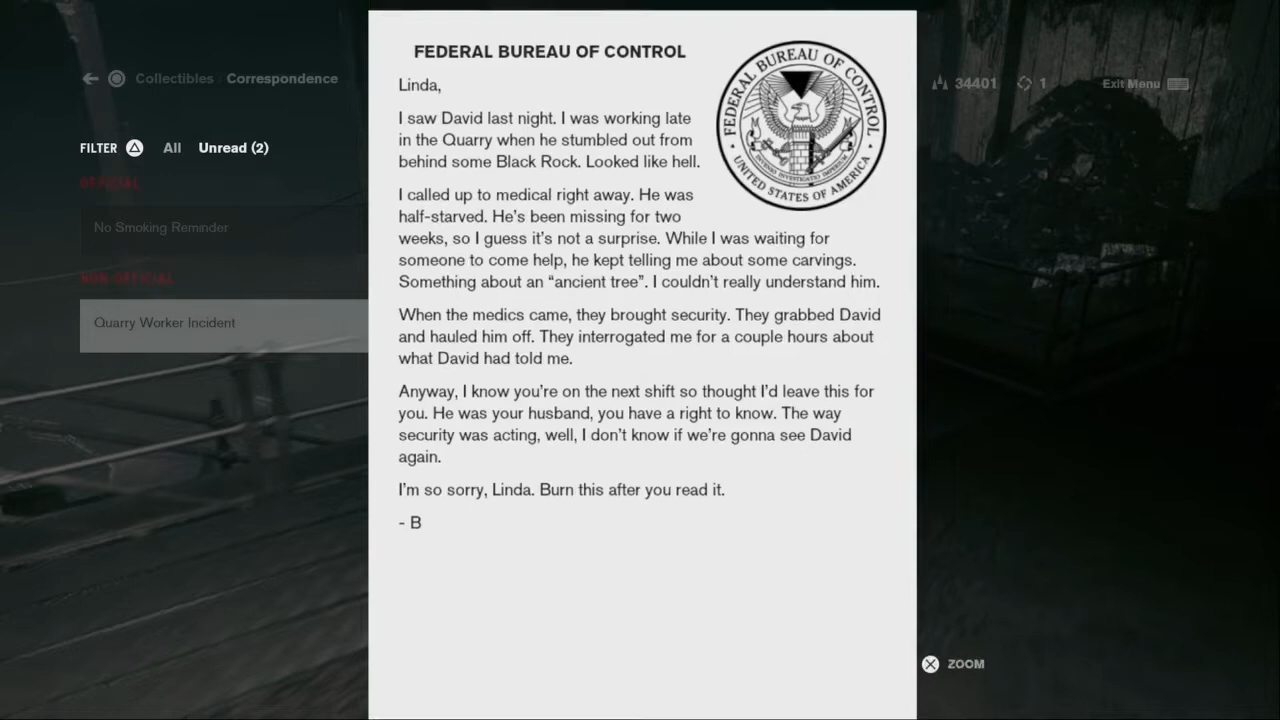 Collectibles Correspondence
34401 1 Exit Menu
FILTER All Unread (2)
OFFICIAL
No Smoking Reminder
NON-OFFICIAL
Quarry Worker Incident
FEDERAL BUREAU OF CONTROL
FEDERAL BUREAU OF CONTROL
UNITED STATES OF AMERICA
INVENIO INVESTIGATIO IMPERIUM
Linda,
I saw David last night. I was working late
in the Quarry when he stumbled out from
behind some Black Rock. Looked like hell.
I called up to medical right away. He was
half-starved. He's been missing for two
weeks, so I guess it's not a surprise. While I was waiting for
someone to come help, he kept telling me about some carvings.
Something about an “ancient tree”. I couldn't really understand him.
When the medics came, they brought security. They grabbed David
and hauled him off. They interrogated me for a couple hours about
what David had told me.
Anyway, I know you're on the next shift so thought I'd leave this for
you. He was your husband, you have a right to know. The way
security was acting, well, I don't know if we're gonna see David
again.
I'm so sorry, Linda. Burn this after you read it.
- B
ZOOM